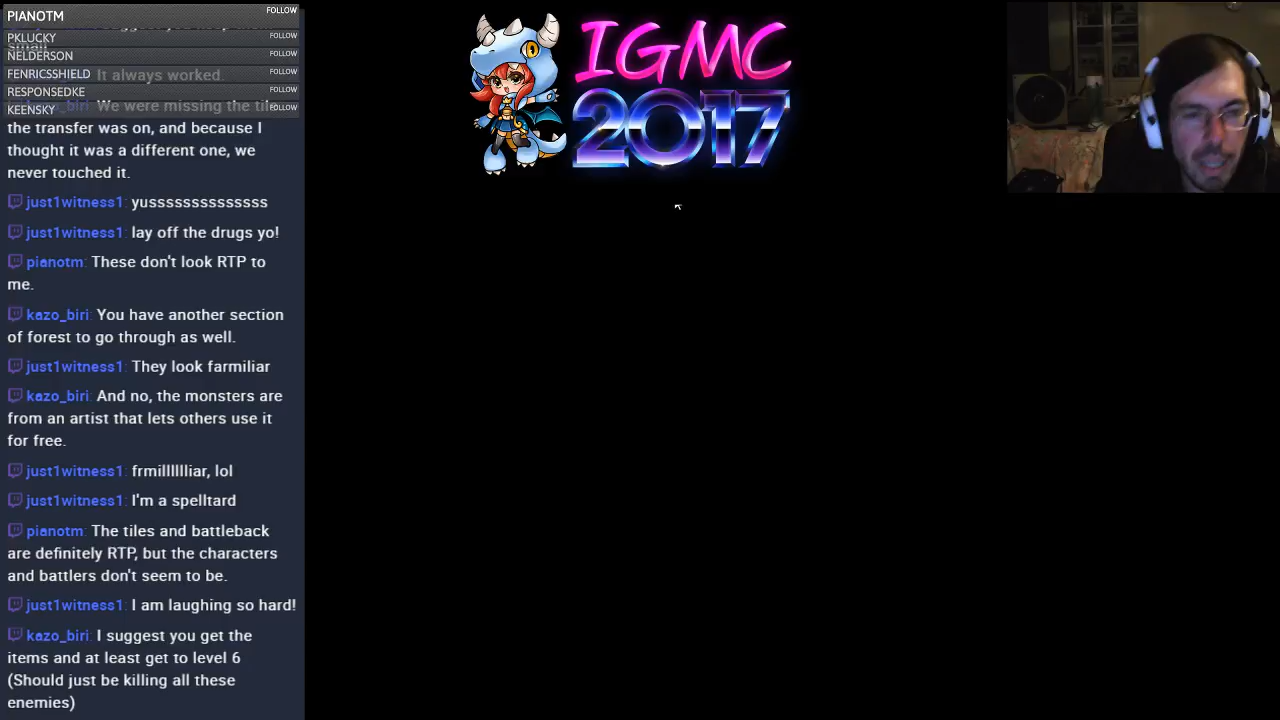 PIANOTM FOLLOW
PKLUCKY FOLLOW
NELDERSON FOLLOW
FENRICSSHIELD FOLLOW
It always worked.
RESPONSEDKE FOLLOW
KEENSKY FOLLOW
We were missing the
the transfer was on, and because I
thought it was a different one, we
never touched it.
just1witness1: yussssssssssssss
just1witness1: lay off the drugs yo!
pianotm: These don't look RTP to
me.
kazo_biri: You have another section
of forest to go through as well.
just1witness1: They look farmiliar
kazo_biri: And no, the monsters are
from an artist that lets others use it
for free.
just1witness1: frmilllllliar, lol
just1witness1: I'm a spelltard
pianotm: The tiles and battleback
are definitely RTP, but the characters
and battlers don't seem to be.
just1witness1: I am laughing so hard!
kazo_biri: I suggest you get the
items and at least get to level 6
(Should just be killing all these
enemies)
IGMC
2017